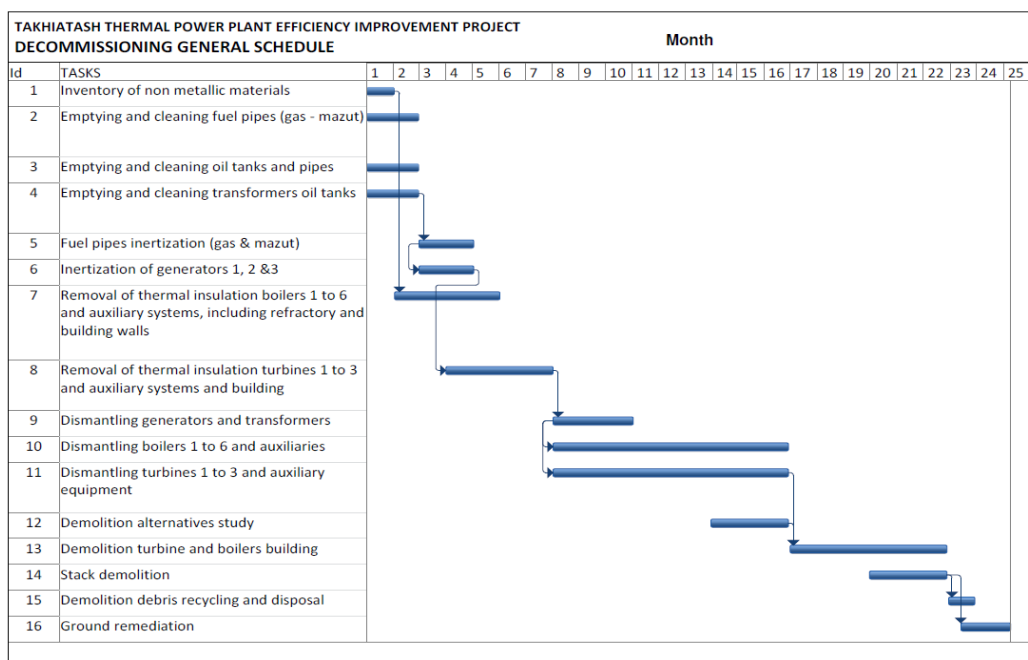 TAKHIATASH THERMAL POWER PLANT EFFICIENCY IMPROVEMENT PROJECT
DECOMMISSIONING GENERAL SCHEDULE
Month
Id TASKS 1 2 3 4 5 6 7 8 9 10 11 12 13 14 15 16 17 18 19 20 21 22 23 24 25
1 Inventory of non metallic materials
2 Emptying and cleaning fuel pipes (gas - mazut)
3 Emptying and cleaning oil tanks and pipes
4 Emptying and cleaning transformers oil tanks
5 Fuel pipes inertization (gas & mazut)
6 Inertization of generators 1, 2 &3
7 Removal of thermal insulation boilers 1 to 6
and auxiliary systems, including refractory and
building walls
8 Removal of thermal insulation turbines 1 to 3
and auxiliary systems and building
9 Dismantling generators and transformers
10 Dismantling boilers 1 to 6 and auxiliaries
11 Dismantling turbines 1 to 3 and auxiliary
equipment
12 Demolition alternatives study
13 Demolition turbine and boilers building
14 Stack demolition
15 Demolition debris recycling and disposal
16 Ground remediation